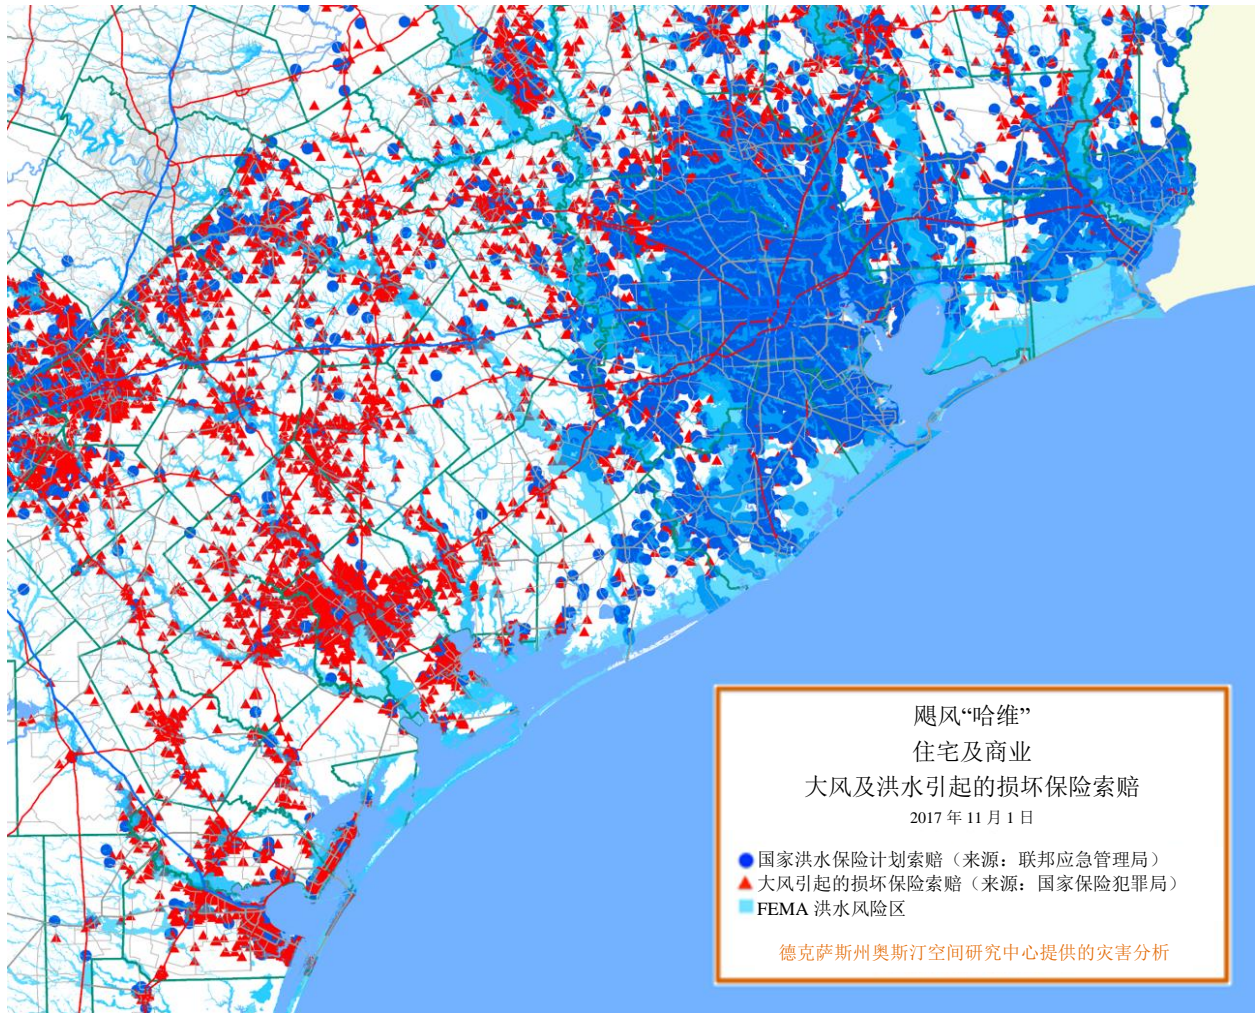 飓风“哈维”
住宅及商业
大风及洪水引起的损坏保险索赔
2017 年 11 月 1 日
国家洪水保险计划索赔（来源：联邦应急管理局）
大风引起的损坏保险索赔（来源：国家保险犯罪局）
FEMA 洪水风险区
德克萨斯州奥斯汀空间研究中心提供的灾害分析